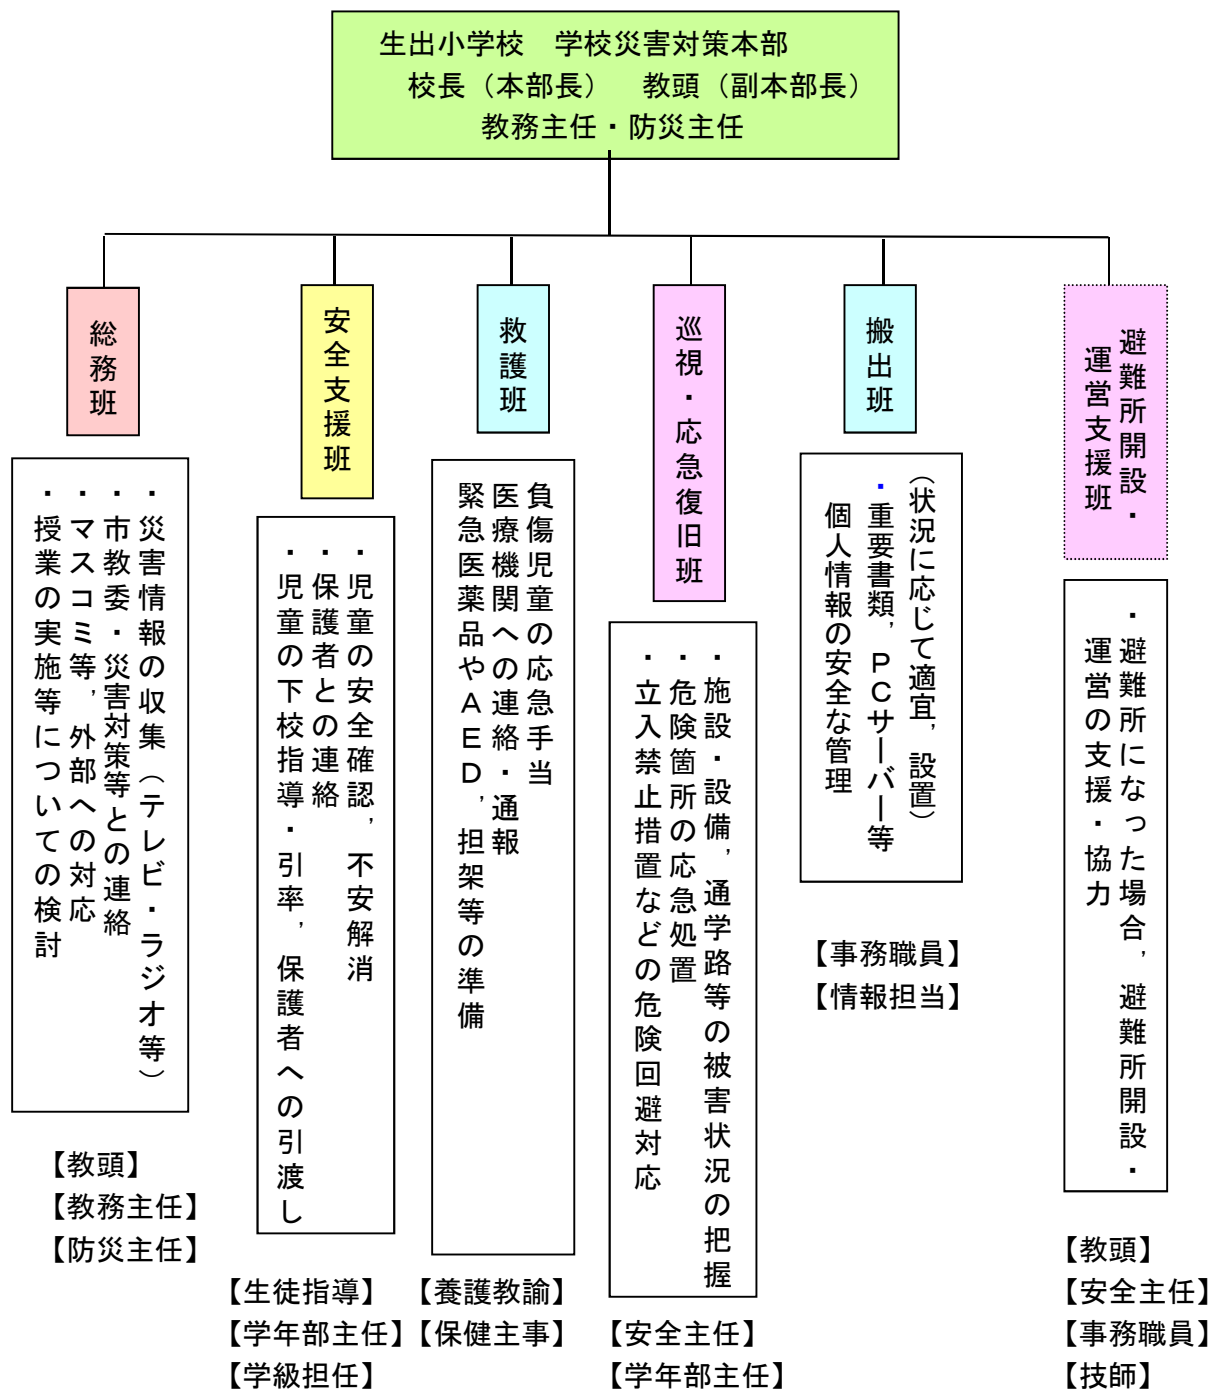 生出小学校　学校災害対策本部
校長（本部長）　教頭（副本部長）
教務主任・防災主任
総務班
・災害情報の収集（テレビ・ラジオ等）
・市教委・災害対策等との連絡
・マスコミ等，外部への対応
・授業の実施等についての検討
【教頭】
【教務主任】
【防災主任】
安全支援班
・児童の安全確認，不安解消
・保護者との連絡
・児童の下校指導・引率，保護者への引渡し
【生徒指導】
【学年部主任】
【学級担任】
救護班
負傷児童の応急手当
医療機関への連絡・通報
緊急医薬品やＡＥＤ，担架等の準備
【養護教諭】
【保健主事】
巡視・応急復旧班
・施設・設備，通学路等の被害状況の把握
・危険箇所の応急処置
・立入禁止措置などの危険回避対応
【安全主任】
【学年部主任】
搬出班
（状況に応じて適宜，設置）
・重要書類，ＰＣサーバー等
個人情報の安全な管理
【事務職員】
【情報担当】
避難所開設・
運営支援班
・避難所になった場合，避難所開設・
運営の支援・協力
【教頭】
【安全主任】
【事務職員】
【技師】